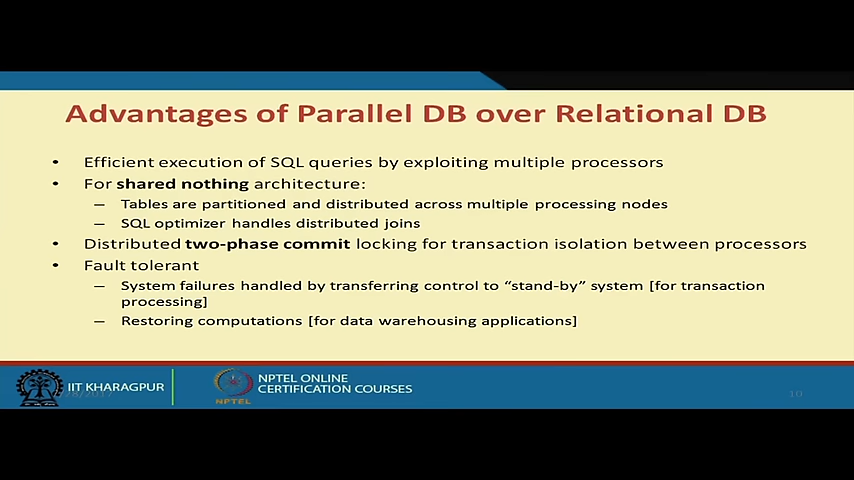 Advantages of Parallel DB over Relational DB
• Efficient execution of SQL queries by exploiting multiple processors
• For shared nothing architecture:
– Tables are partitioned and distributed across multiple processing nodes
– SQL optimizer handles distributed joins
• Distributed two-phase commit locking for transaction isolation between processors
• Fault tolerant
– System failures handled by transferring control to “stand-by” system [for transaction
processing]
– Restoring computations [for data warehousing applications]
IIT KHARAGPUR
NPTEL
NPTEL ONLINE
CERTIFICATION COURSES
10